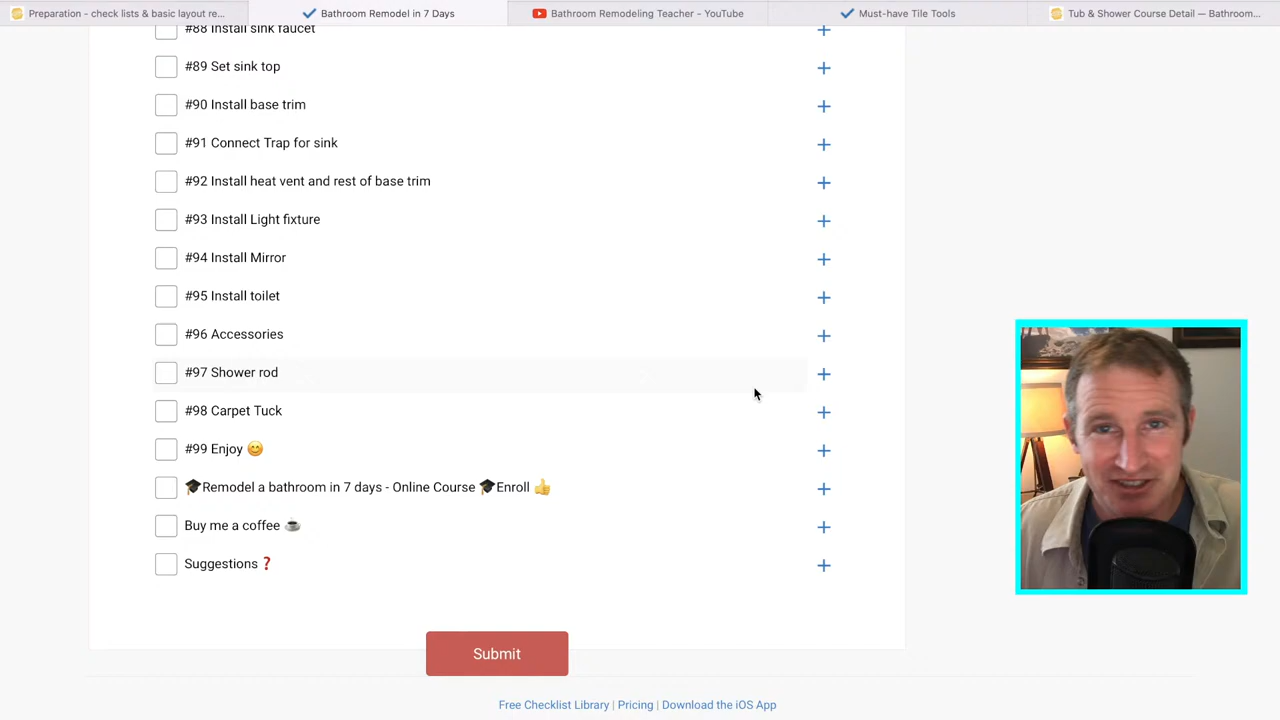 Preparation - check lists & basic layout re...
Bathroom Remodel in 7 Days
Bathroom Remodeling Teacher - YouTube
Must-have Tile Tools
Tub & Shower Course Detail — Bathroom...
#88 Install sink faucet
#89 Set sink top
#90 Install base trim
#91 Connect Trap for sink
#92 Install heat vent and rest of base trim
#93 Install Light fixture
#94 Install Mirror
#95 Install toilet
#96 Accessories
#97 Shower rod
#98 Carpet Tuck
#99 Enjoy 😊
🎓Remodel a bathroom in 7 days - Online Course 🎓Enroll 👍
Buy me a coffee ☕
Suggestions ❓
Submit
Free Checklist Library | Pricing | Download the iOS App